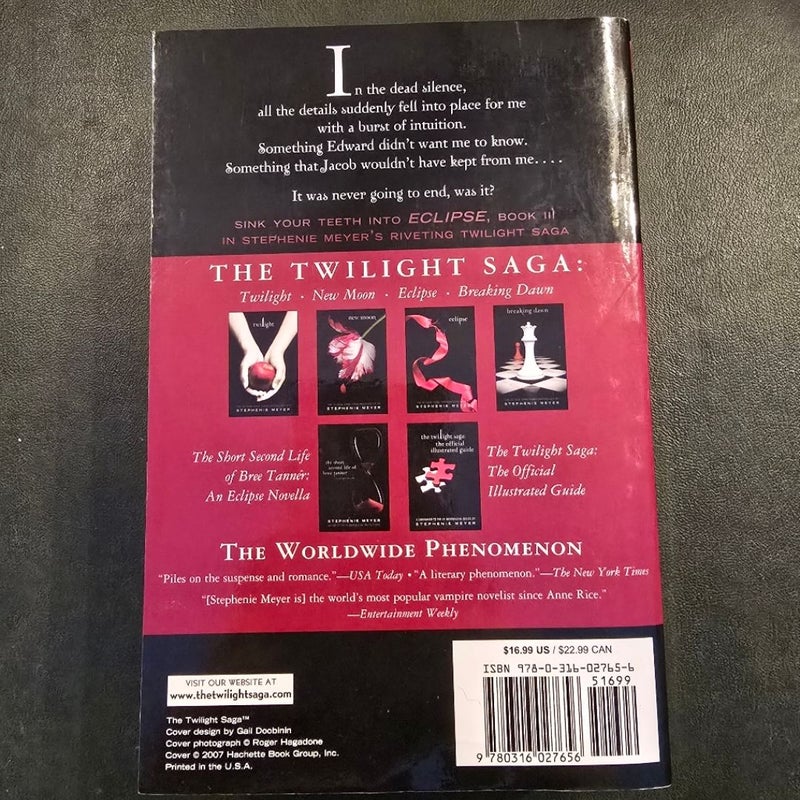 In the dead silence,
all the details suddenly fell into place for me
with a burst of intuition.
Something Edward didn't want me to know.
Something that Jacob wouldn't have kept from me....
It was never going to end, was it?
SINK YOUR TEETH INTO ECLIPSE, BOOK III
IN STEPHENIE MEYER'S RIVETING TWILIGHT SAGA
THE TWILIGHT SAGA:
Twilight · New Moon · Eclipse · Breaking Dawn
twilight
STEPHENIE MEYER
new moon
STEPHENIE MEYER
eclipse
STEPHENIE MEYER
breaking dawn
STEPHENIE MEYER
The Short Second Life
of Bree Tanner:
An Eclipse Novella
the short
second life of
bree tanner
STEPHENIE MEYER
the twilight saga
the official
illustrated guide
STEPHENIE MEYER
The Twilight Saga:
The Official
Illustrated Guide
THE WORLDWIDE PHENOMENON
"Piles on the suspense and romance."—USA Today • "A literary phenomenon."—The New York Times
"[Stephenie Meyer is] the world's most popular vampire novelist since Anne Rice."
—Entertainment Weekly
VISIT OUR WEBSITE AT
www.thetwilightsaga.com
The Twilight Saga™
Cover design by Gail Doobinin
Cover photograph © Roger Hagadone
Cover © 2007 Hachette Book Group, Inc.
Printed in the U.S.A.
$16.99 US / $22.99 CAN
ISBN 978-0-316-02765-6
51699
9 780316 027656